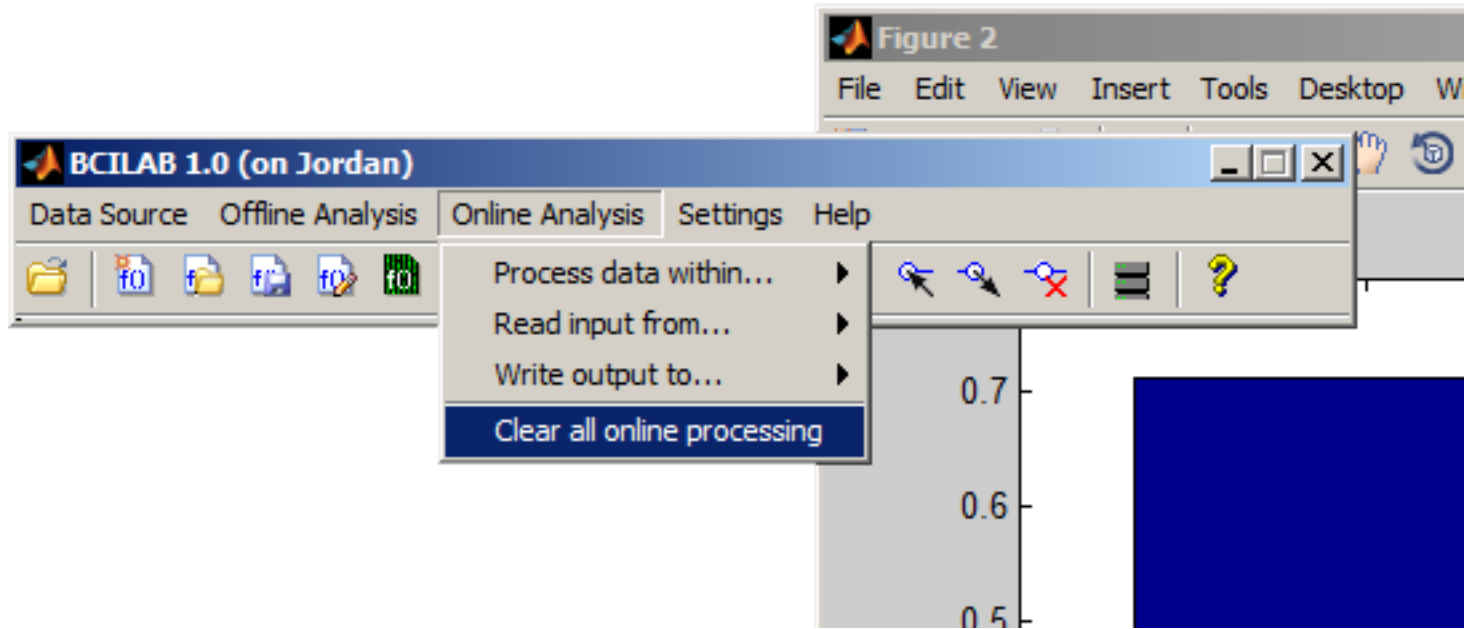 Figure 2
File Edit View Insert Tools Desktop
BCILAB 1.0 (on Jordan)
Data Source Offline Analysis Online Analysis Settings Help
f() f() f() f() f()
Process data within...
Read input from...
Write output to...
Clear all online processing
0.7
0.6
0.5